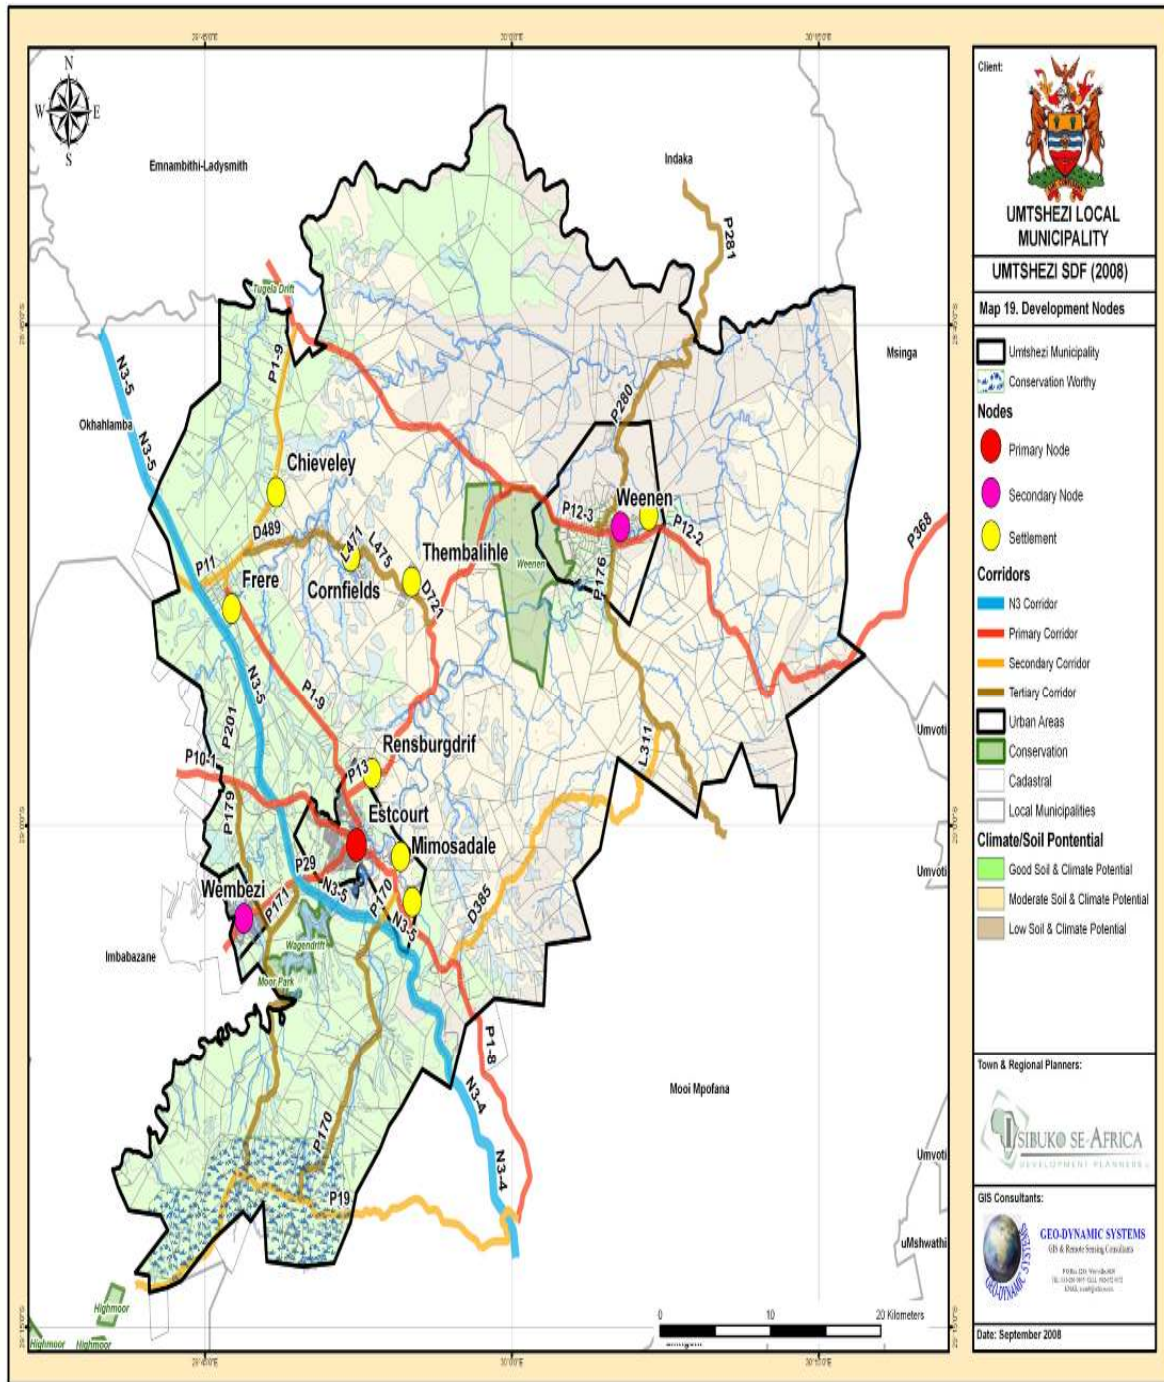 N
W E
S
Emnambithi-Ladysmith
Indaka
P281
Tugela Drift
N3-5
P1-9
Msinga
Okhahlamba
N3-5
P280
Chieveley
Weenen
P12-3
P12-2
P368
D489
L471
L475
Thembalihle
Weenen
P11
Frere
Cornfields
D721
P176
N3-5
P1-9
P201
Rensburgdrif
L311
Umvoti
P10-1
P13
P179
Estcourt
Mimosadale
P29
N3-5
P170
Umvoti
Wembezi
P171
N3-5
D385
Wagendrift
Imbabazane
Moor Park
P1-8
Mooi Mpofana
N3-4
P170
Umvoti
N3-4
P19
uMshwathi
Highmoor
Highmoor
Highmoor
0 10 20 Kilometers
Client:
UMTSHEZI LOCAL
MUNICIPALITY
UMTSHEZI SDF (2008)
Map 19. Development Nodes
Umtshezi Municipality
Conservation Worthy
Nodes
Primary Node
Secondary Node
Settlement
Corridors
N3 Corridor
Primary Corridor
Secondary Corridor
Tertiary Corridor
Urban Areas
Conservation
Cadastral
Local Municipalities
Climate/Soil Pontential
Good Soil & Climate Potential
Moderate Soil & Climate Potential
Low Soil & Climate Potential
Town & Regional Planners:
ISIBUKO SE-AFRICA
DEVELOPMENT PLANNERS
GIS Consultants:
GEO-DYNAMIC SYSTEMS
GEO-DYNAMIC SYSTEMS
GIS & Remote Sensing Consultants
Date: September 2008